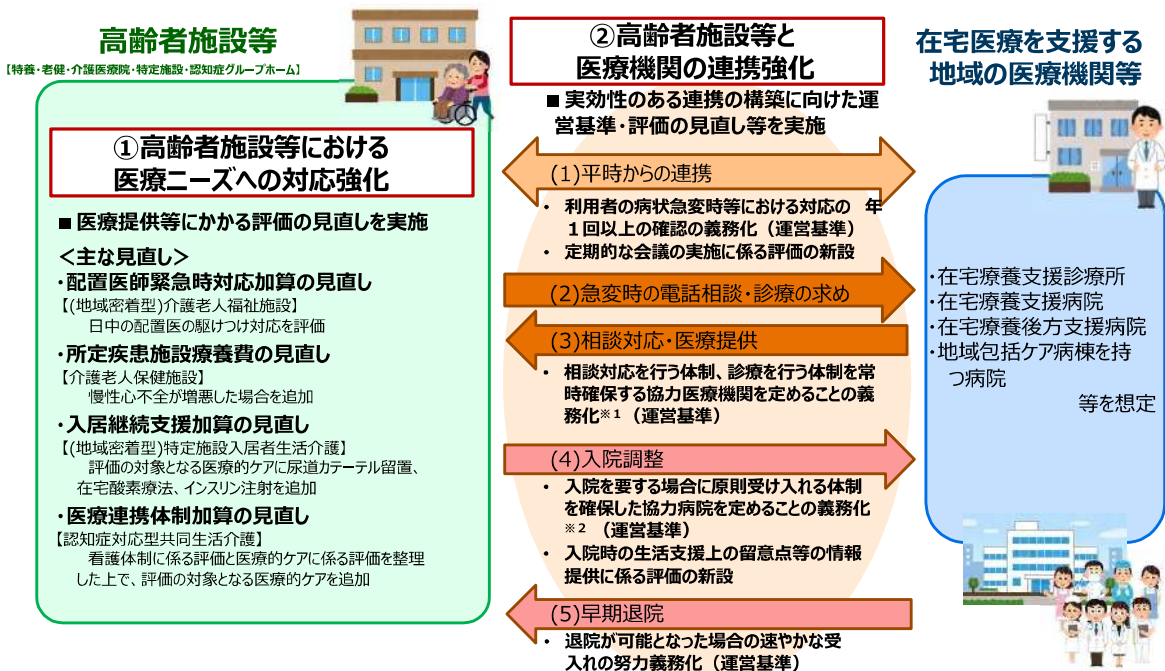 高齢者施設等
【特養・老健・介護医療院・特定施設・認知症グループホーム】
①高齢者施設等における
医療ニーズへの対応強化
■ 医療提供等にかかる評価の見直しを実施
＜主な見直し＞
・配置医師緊急時対応加算の見直し
【(地域密着型)介護老人福祉施設】
日中の配置医の駆けつけ対応を評価
・所定疾患施設療養費の見直し
【介護老人保健施設】
慢性心不全が増悪した場合を追加
・入居継続支援加算の見直し
【(地域密着型)特定施設入居者生活介護】
評価の対象となる医療的ケアに尿道カテーテル留置、
在宅酸素療法、インスリン注射を追加
・医療連携体制加算の見直し
【認知症対応型共同生活介護】
看護体制に係る評価と医療的ケアに係る評価を整理
した上で、評価の対象となる医療的ケアを追加
②高齢者施設等と
医療機関の連携強化
■ 実効性のある連携の構築に向けた運
営基準・評価の見直し等を実施
(1)平時からの連携
• 利用者の病状急変時等における対応の　年
１回以上の確認の義務化（運営基準）
• 定期的な会議の実施に係る評価の新設
(2)急変時の電話相談・診療の求め
(3)相談対応・医療提供
• 相談対応を行う体制、診療を行う体制を常
時確保する協力医療機関を定めることの義
務化※１（運営基準）
(4)入院調整
• 入院を要する場合に原則受け入れる体制
を確保した協力病院を定めることの義務化
※２（運営基準）
• 入院時の生活支援上の留意点等の情報
提供に係る評価の新設
(5)早期退院
• 退院が可能となった場合の速やかな受
入れの努力義務化（運営基準）
在宅医療を支援する
地域の医療機関等
・在宅療養支援診療所
・在宅療養支援病院
・在宅療養後方支援病院
・地域包括ケア病棟を持
つ病院
等を想定